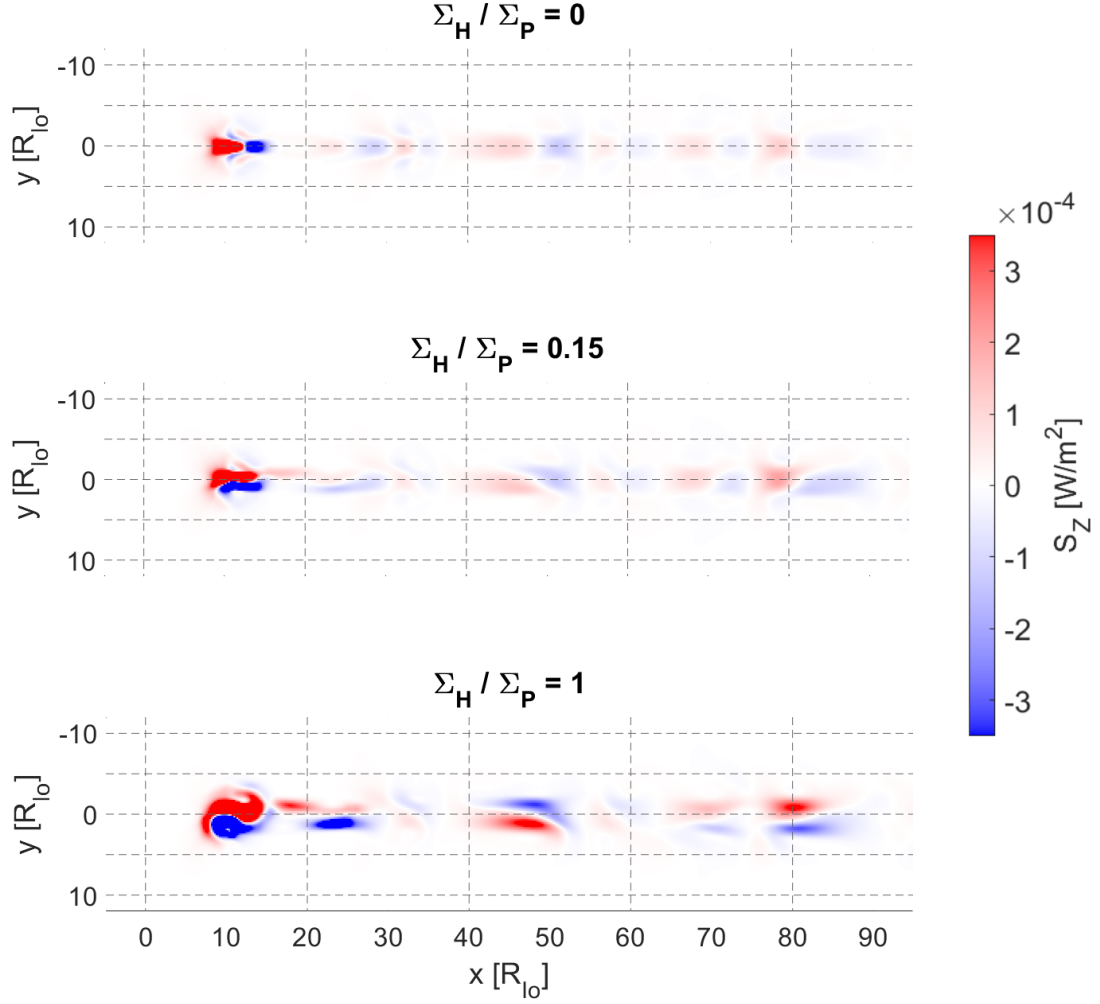 Σ_H / Σ_P = 0
-10
0
10
y [R_Io]
Σ_H / Σ_P = 0.15
-10
0
10
y [R_Io]
Σ_H / Σ_P = 1
-10
0
10
y [R_Io]
0 10 20 30 40 50 60 70 80 90
x [R_Io]
×10^-4
3
2
1
0
-1
-2
-3
S_Z [W/m^2]